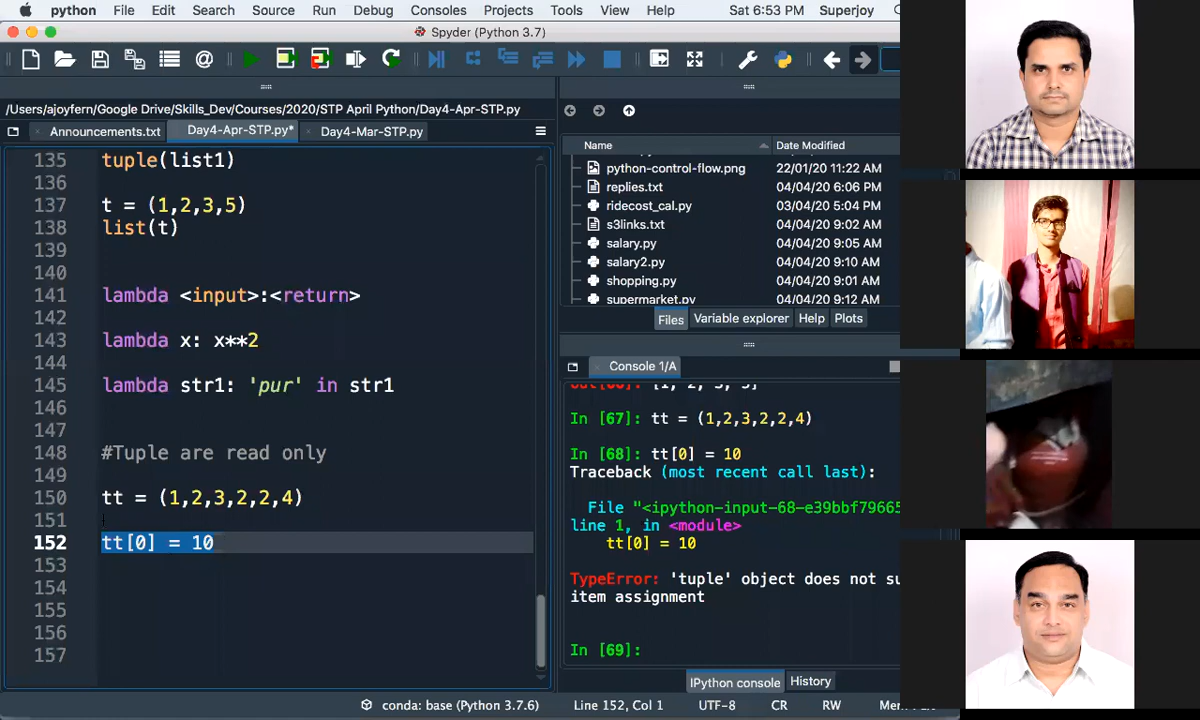 python File Edit Search Source Run Debug Consoles Projects Tools View Help Sat 6:53 PM Superjoy
Spyder (Python 3.7)
/Users/ajoyfern/Google Drive/Skills_Dev/Courses/2020/STP April Python/Day4-Apr-STP.py
Announcements.txt Day4-Apr-STP.py* Day4-Mar-STP.py
135 tuple(list1)
136
137 t = (1,2,3,5)
138 list(t)
139
140
141 lambda <input>:<return>
142
143 lambda x: x**2
144
145 lambda str1: 'pur' in str1
146
147
148 #Tuple are read only
149
150 tt = (1,2,3,2,2,4)
151
152 tt[0] = 10
153
154
155
156
157
Name Date Modified
python-control-flow.png 22/01/20 11:22 AM
replies.txt 04/04/20 6:06 PM
ridecost_cal.py 03/04/20 5:04 PM
s3links.txt 04/04/20 9:02 AM
salary.py 04/04/20 9:05 AM
salary2.py 04/04/20 9:10 AM
shopping.py 04/04/20 9:01 AM
supermarket.py 04/04/20 9:12 AM
Files Variable explorer Help Plots
Console 1/A
In [67]: tt = (1,2,3,2,2,4)
In [68]: tt[0] = 10
Traceback (most recent call last):
File "<ipython-input-68-e39bbf79665
line 1, in <module>
tt[0] = 10
TypeError: 'tuple' object does not su
item assignment
In [69]:
IPython console History
conda: base (Python 3.7.6) Line 152, Col 1 UTF-8 CR RW